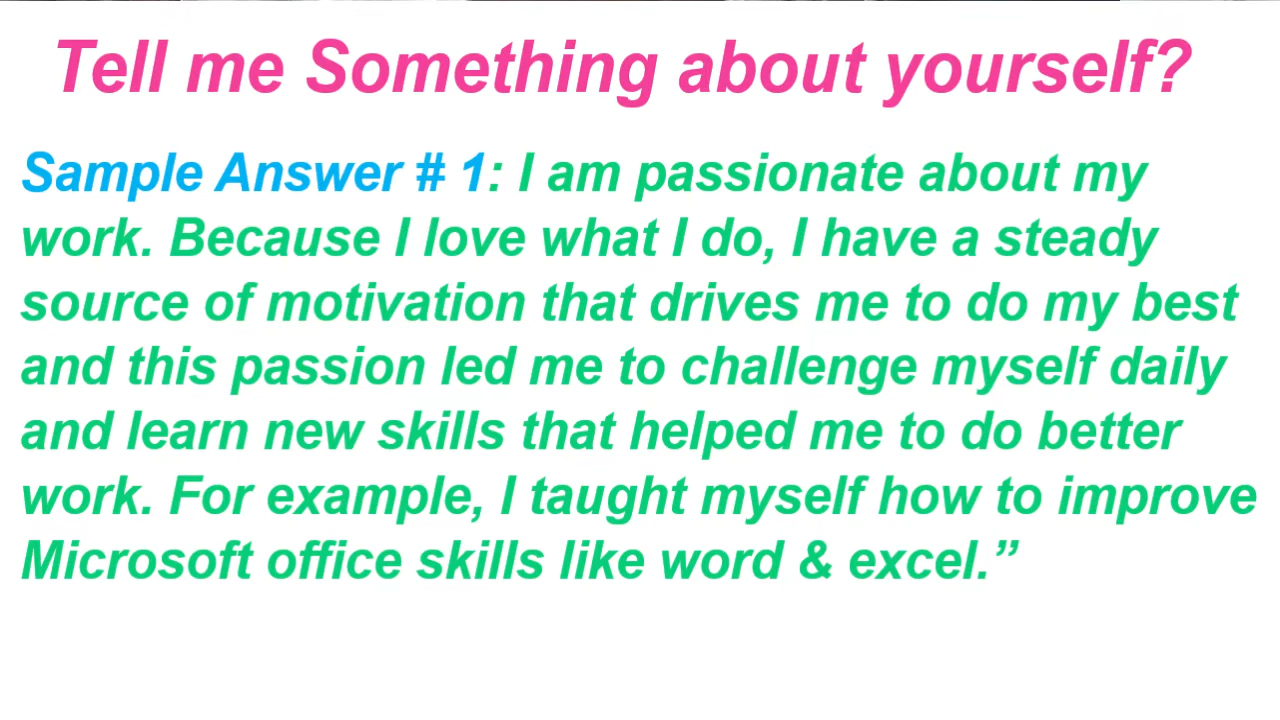 Tell me Something about yourself?
Sample Answer # 1: I am passionate about my
work. Because I love what I do, I have a steady
source of motivation that drives me to do my best
and this passion led me to challenge myself daily
and learn new skills that helped me to do better
work. For example, I taught myself how to improve
Microsoft office skills like word & excel.”